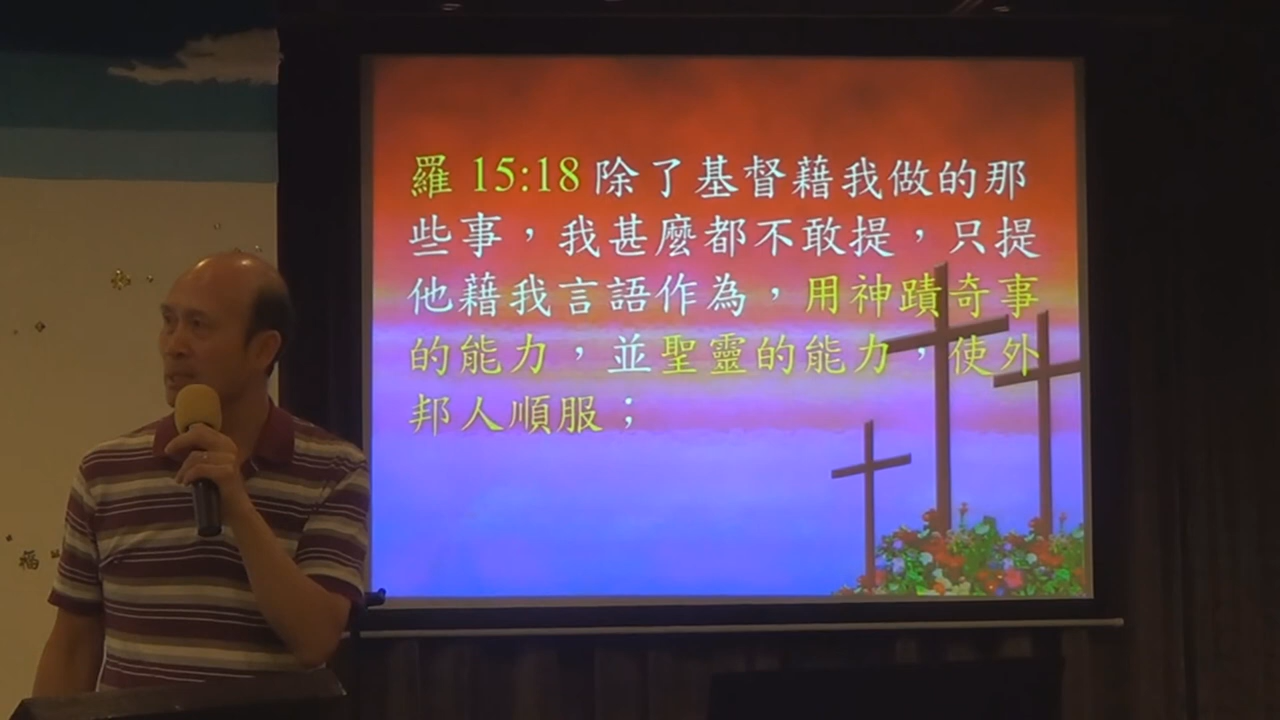 羅 15:18 除了基督藉我做的那
些事，我甚麼都不敢提，只提
他藉我言語作為，用神蹟奇事
的能力，並聖靈的能力，使外
邦人順服；
福